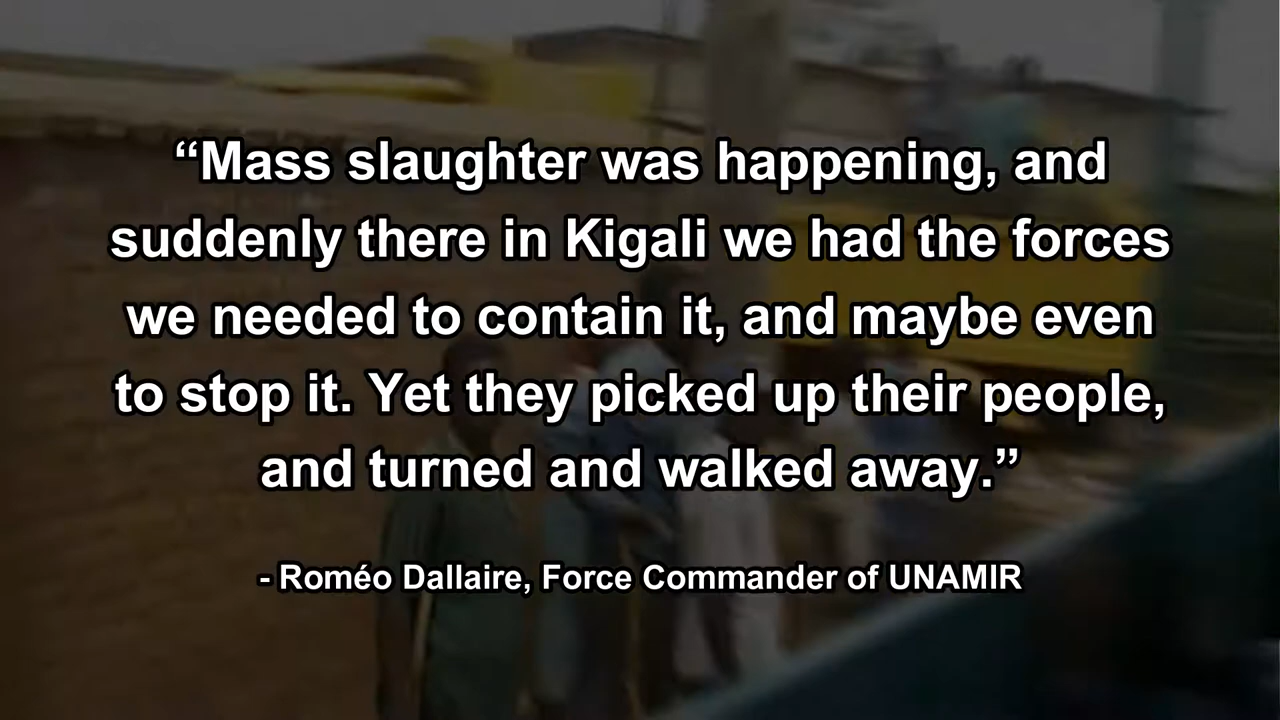 “Mass slaughter was happening, and
suddenly there in Kigali we had the forces
we needed to contain it, and maybe even
to stop it. Yet they picked up their people,
and turned and walked away.”
- Roméo Dallaire, Force Commander of UNAMIR